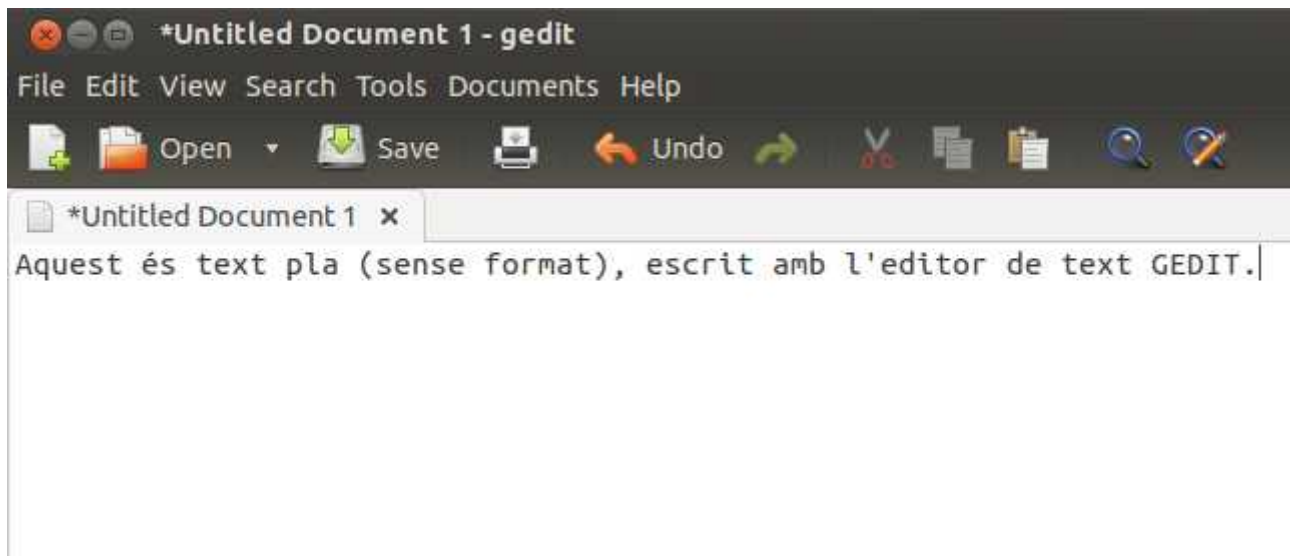 *Untitled Document 1 - gedit
File Edit View Search Tools Documents Help
Open Save Undo
*Untitled Document 1
Aquest és text pla (sense format), escrit amb l'editor de text GEDIT.